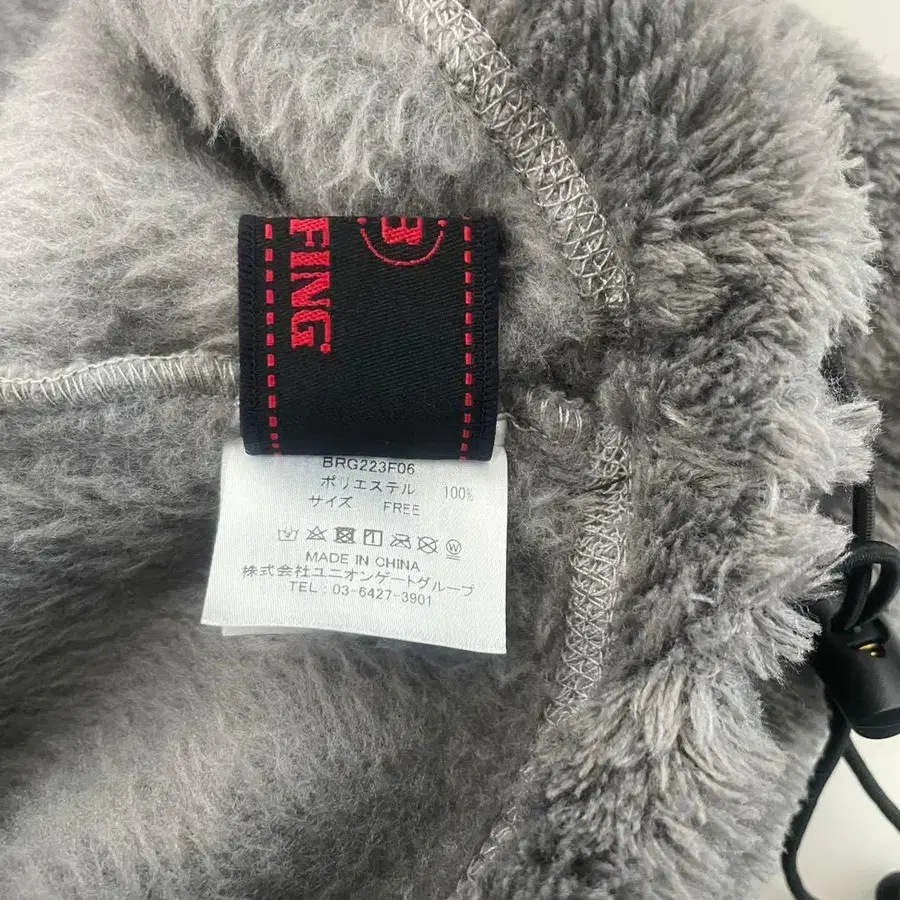 FING
B
BRG223F06
ポリエステル 100%
サイズ FREE
MADE IN CHINA
株式会社ユニオンゲートグループ
TEL : 03-6427-3901